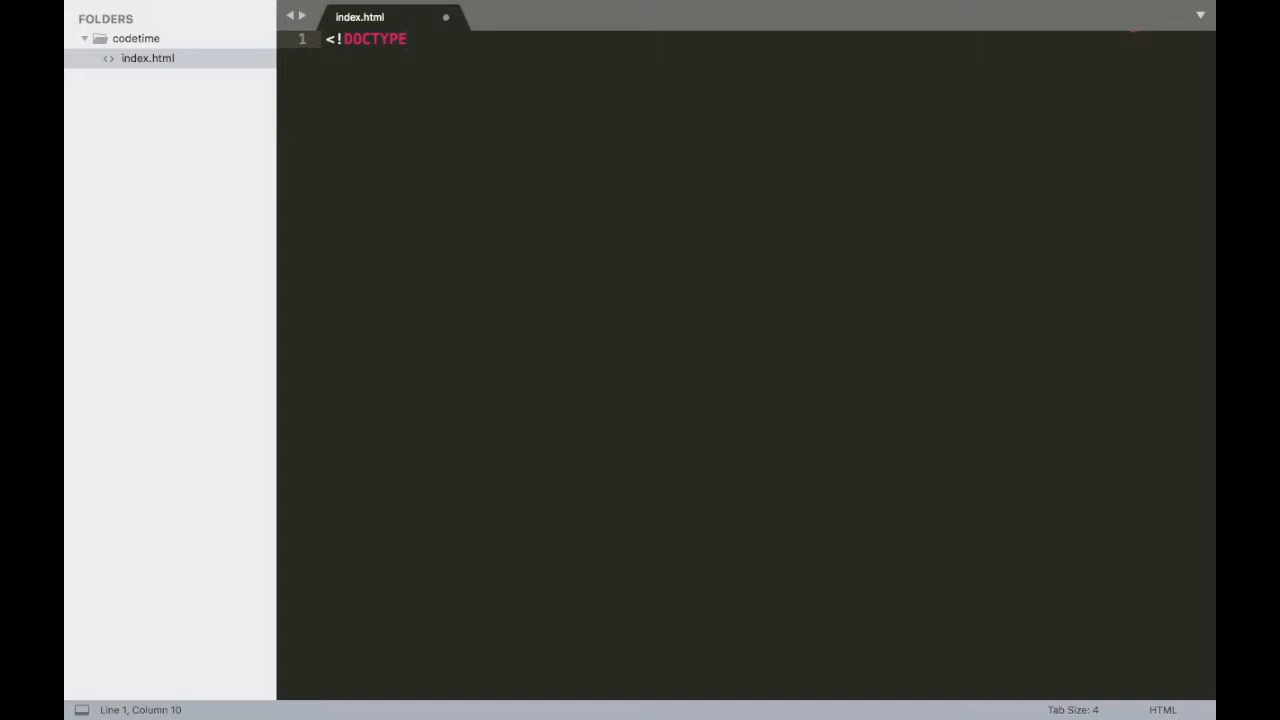 FOLDERS
codetime
index.html
index.html
1 <!DOCTYPE
Line 1, Column 10
Tab Size: 4
HTML